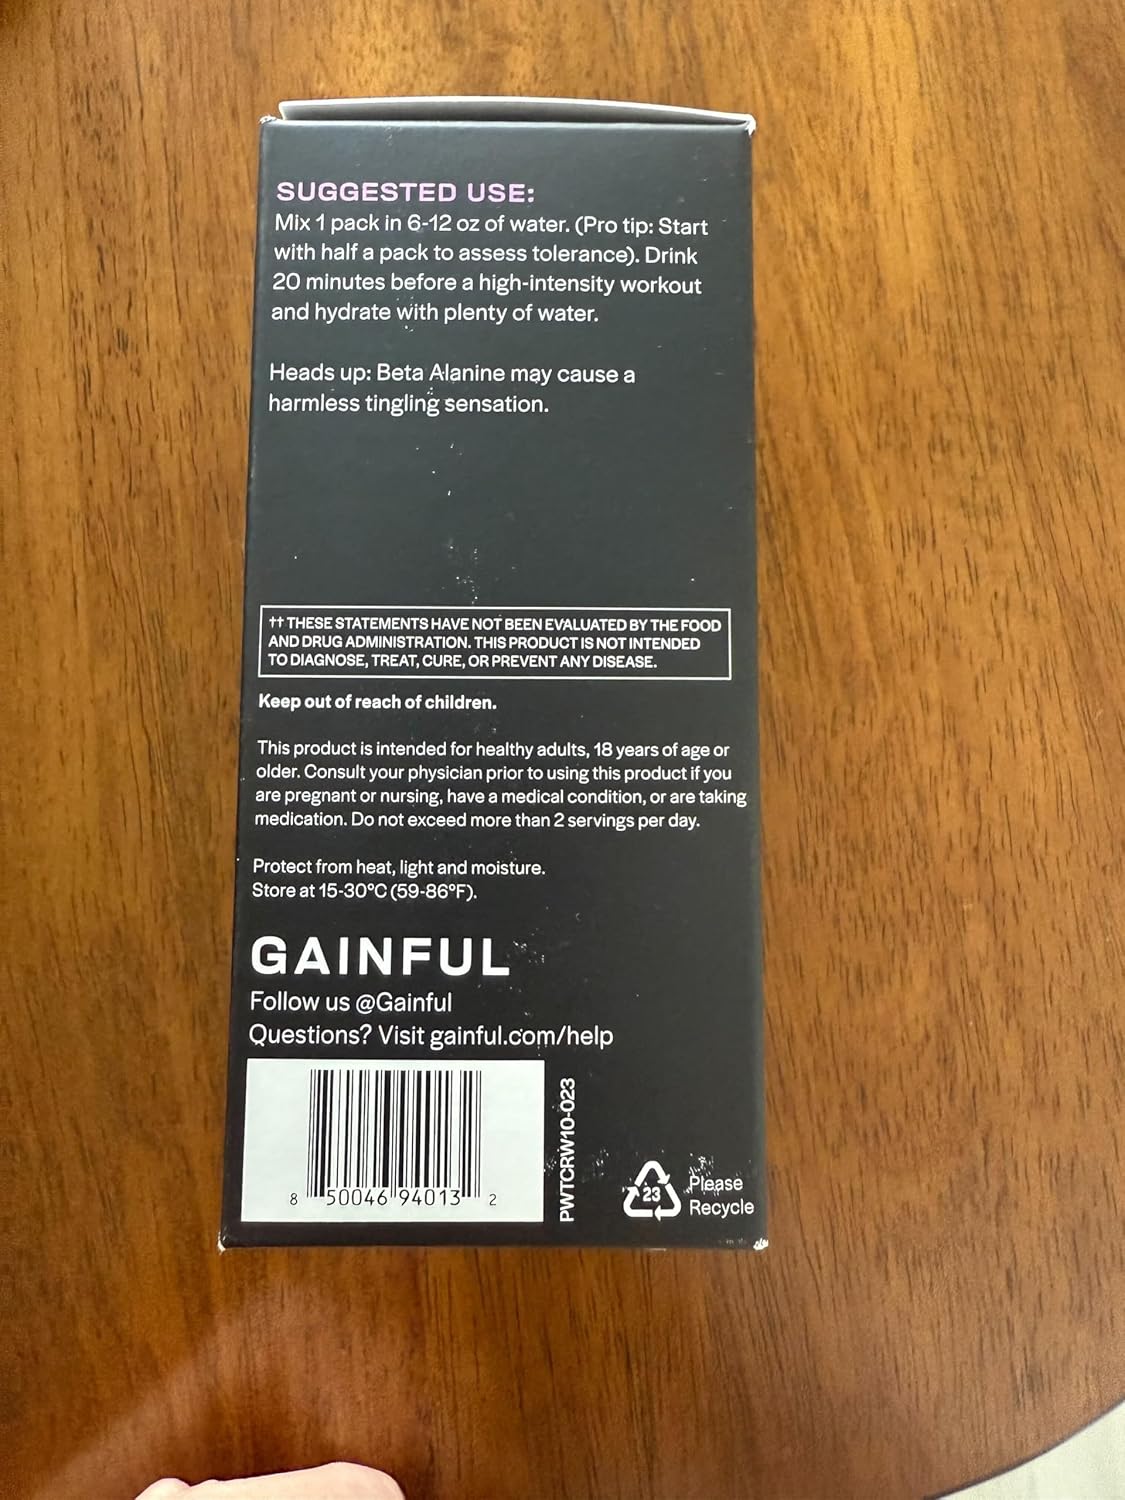 SUGGESTED USE:
Mix 1 pack in 6-12 oz of water. (Pro tip: Start
with half a pack to assess tolerance). Drink
20 minutes before a high-intensity workout
and hydrate with plenty of water.
Heads up: Beta Alanine may cause a
harmless tingling sensation.
†† THESE STATEMENTS HAVE NOT BEEN EVALUATED BY THE FOOD
AND DRUG ADMINISTRATION. THIS PRODUCT IS NOT INTENDED
TO DIAGNOSE, TREAT, CURE, OR PREVENT ANY DISEASE.
Keep out of reach of children.
This product is intended for healthy adults, 18 years of age or
older. Consult your physician prior to using this product if you
are pregnant or nursing, have a medical condition, or are taking
medication. Do not exceed more than 2 servings per day.
Protect from heat, light and moisture.
Store at 15-30°C (59-86°F).
GAINFUL
Follow us @Gainful
Questions? Visit gainful.com/help
8 50046 94013 2
PWTCRW10-023
23
Please
Recycle